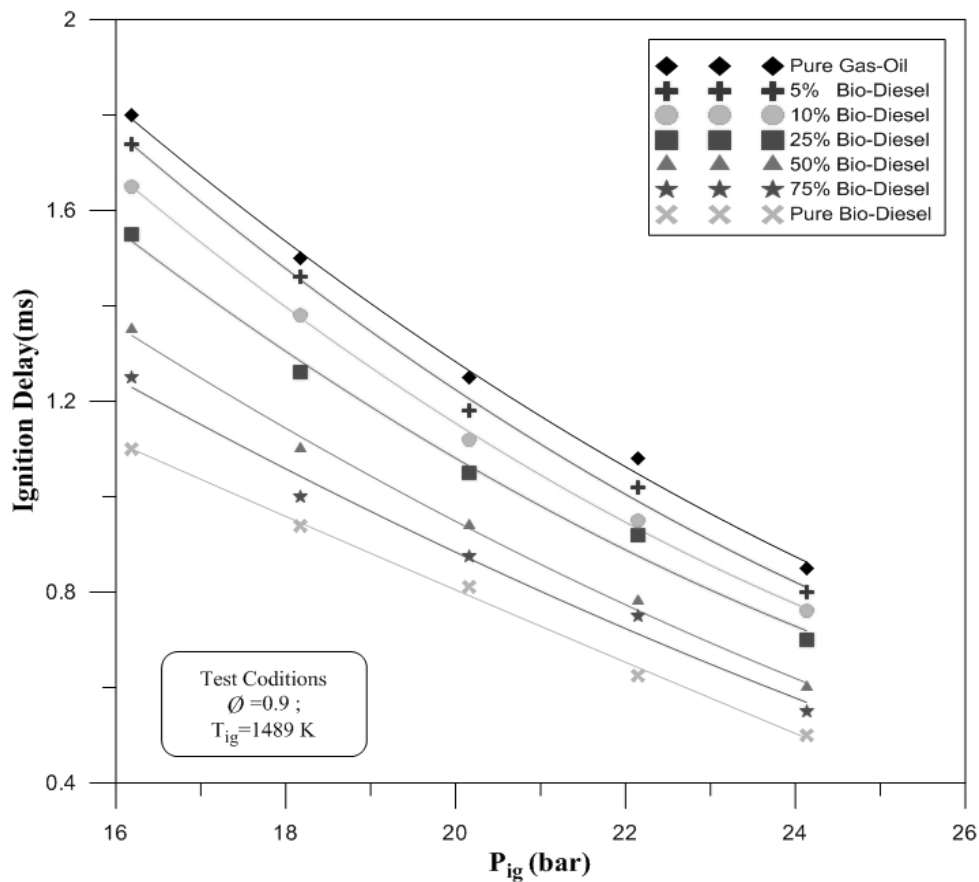 2
1.6
1.2
0.8
0.4
Ignition Delay(ms)
Pure Gas-Oil
5% Bio-Diesel
10% Bio-Diesel
25% Bio-Diesel
50% Bio-Diesel
75% Bio-Diesel
Pure Bio-Diesel
Test Coditions
Ø =0.9 ;
T_ig=1489 K
16 18 20 22 24 26
P_ig (bar)